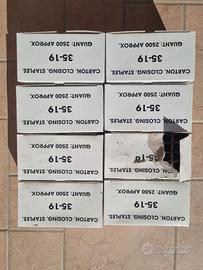 CARTON. CLOSING. STAPLES.
QUANT: 2500 APPROX.
35-19
CARTON. CLOSING. STAPLES.
QUANT: 2500 APPROX.
35-19
CARTON. CLOSING. STAPLES.
QUANT: 2500 APPROX.
35-19
CARTON. CLOSING. STAPLES.
QUANT: 2500 APPROX.
35-19
CARTON. CLOSING. STAPLES.
QUANT: 2500 APPROX.
35-19
CARTON. CLOSING. STAPLES.
CARTON. CLOSING. STAPLES.
QUANT: 2500 APPROX.
35-19
CARTON. CLOSING. STAPLES.
QUANT: 2500 APPROX.
35-19
subito